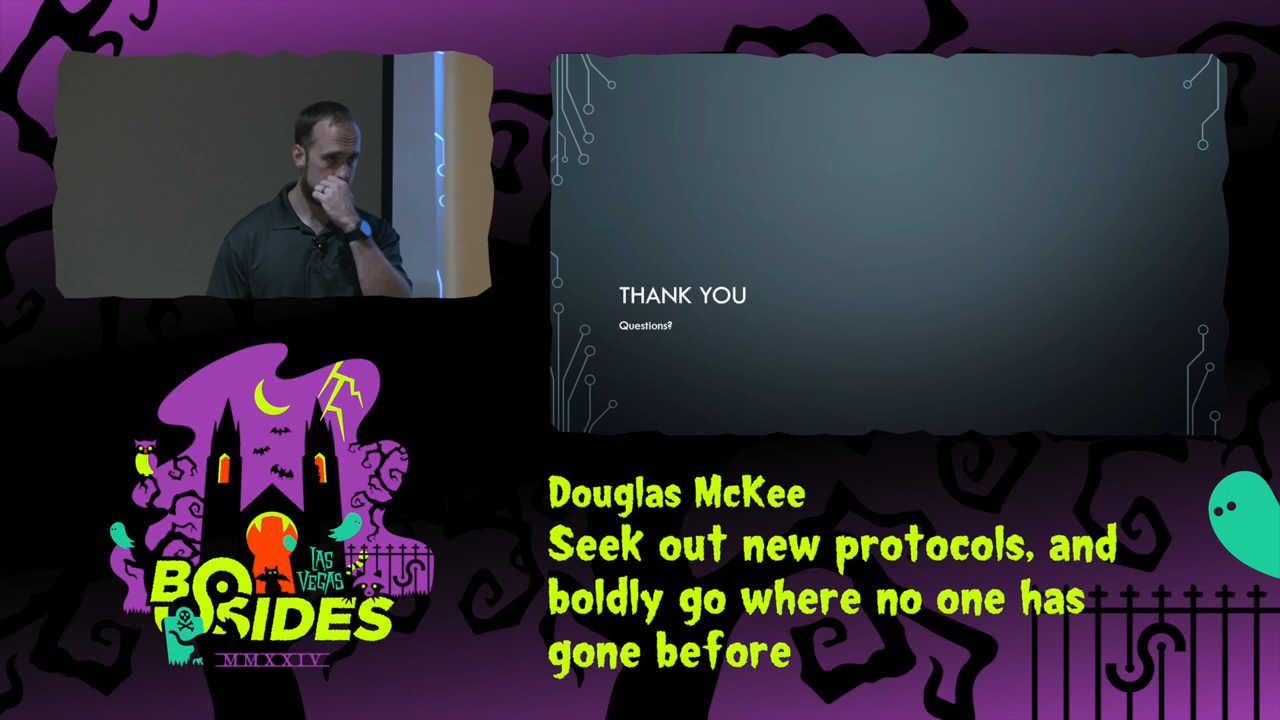 THANK YOU
Questions?
LAS
VEGAS
BSIDES
MMXXIV
Douglas McKee
Seek out new protocols, and
boldly go where no one has
gone before